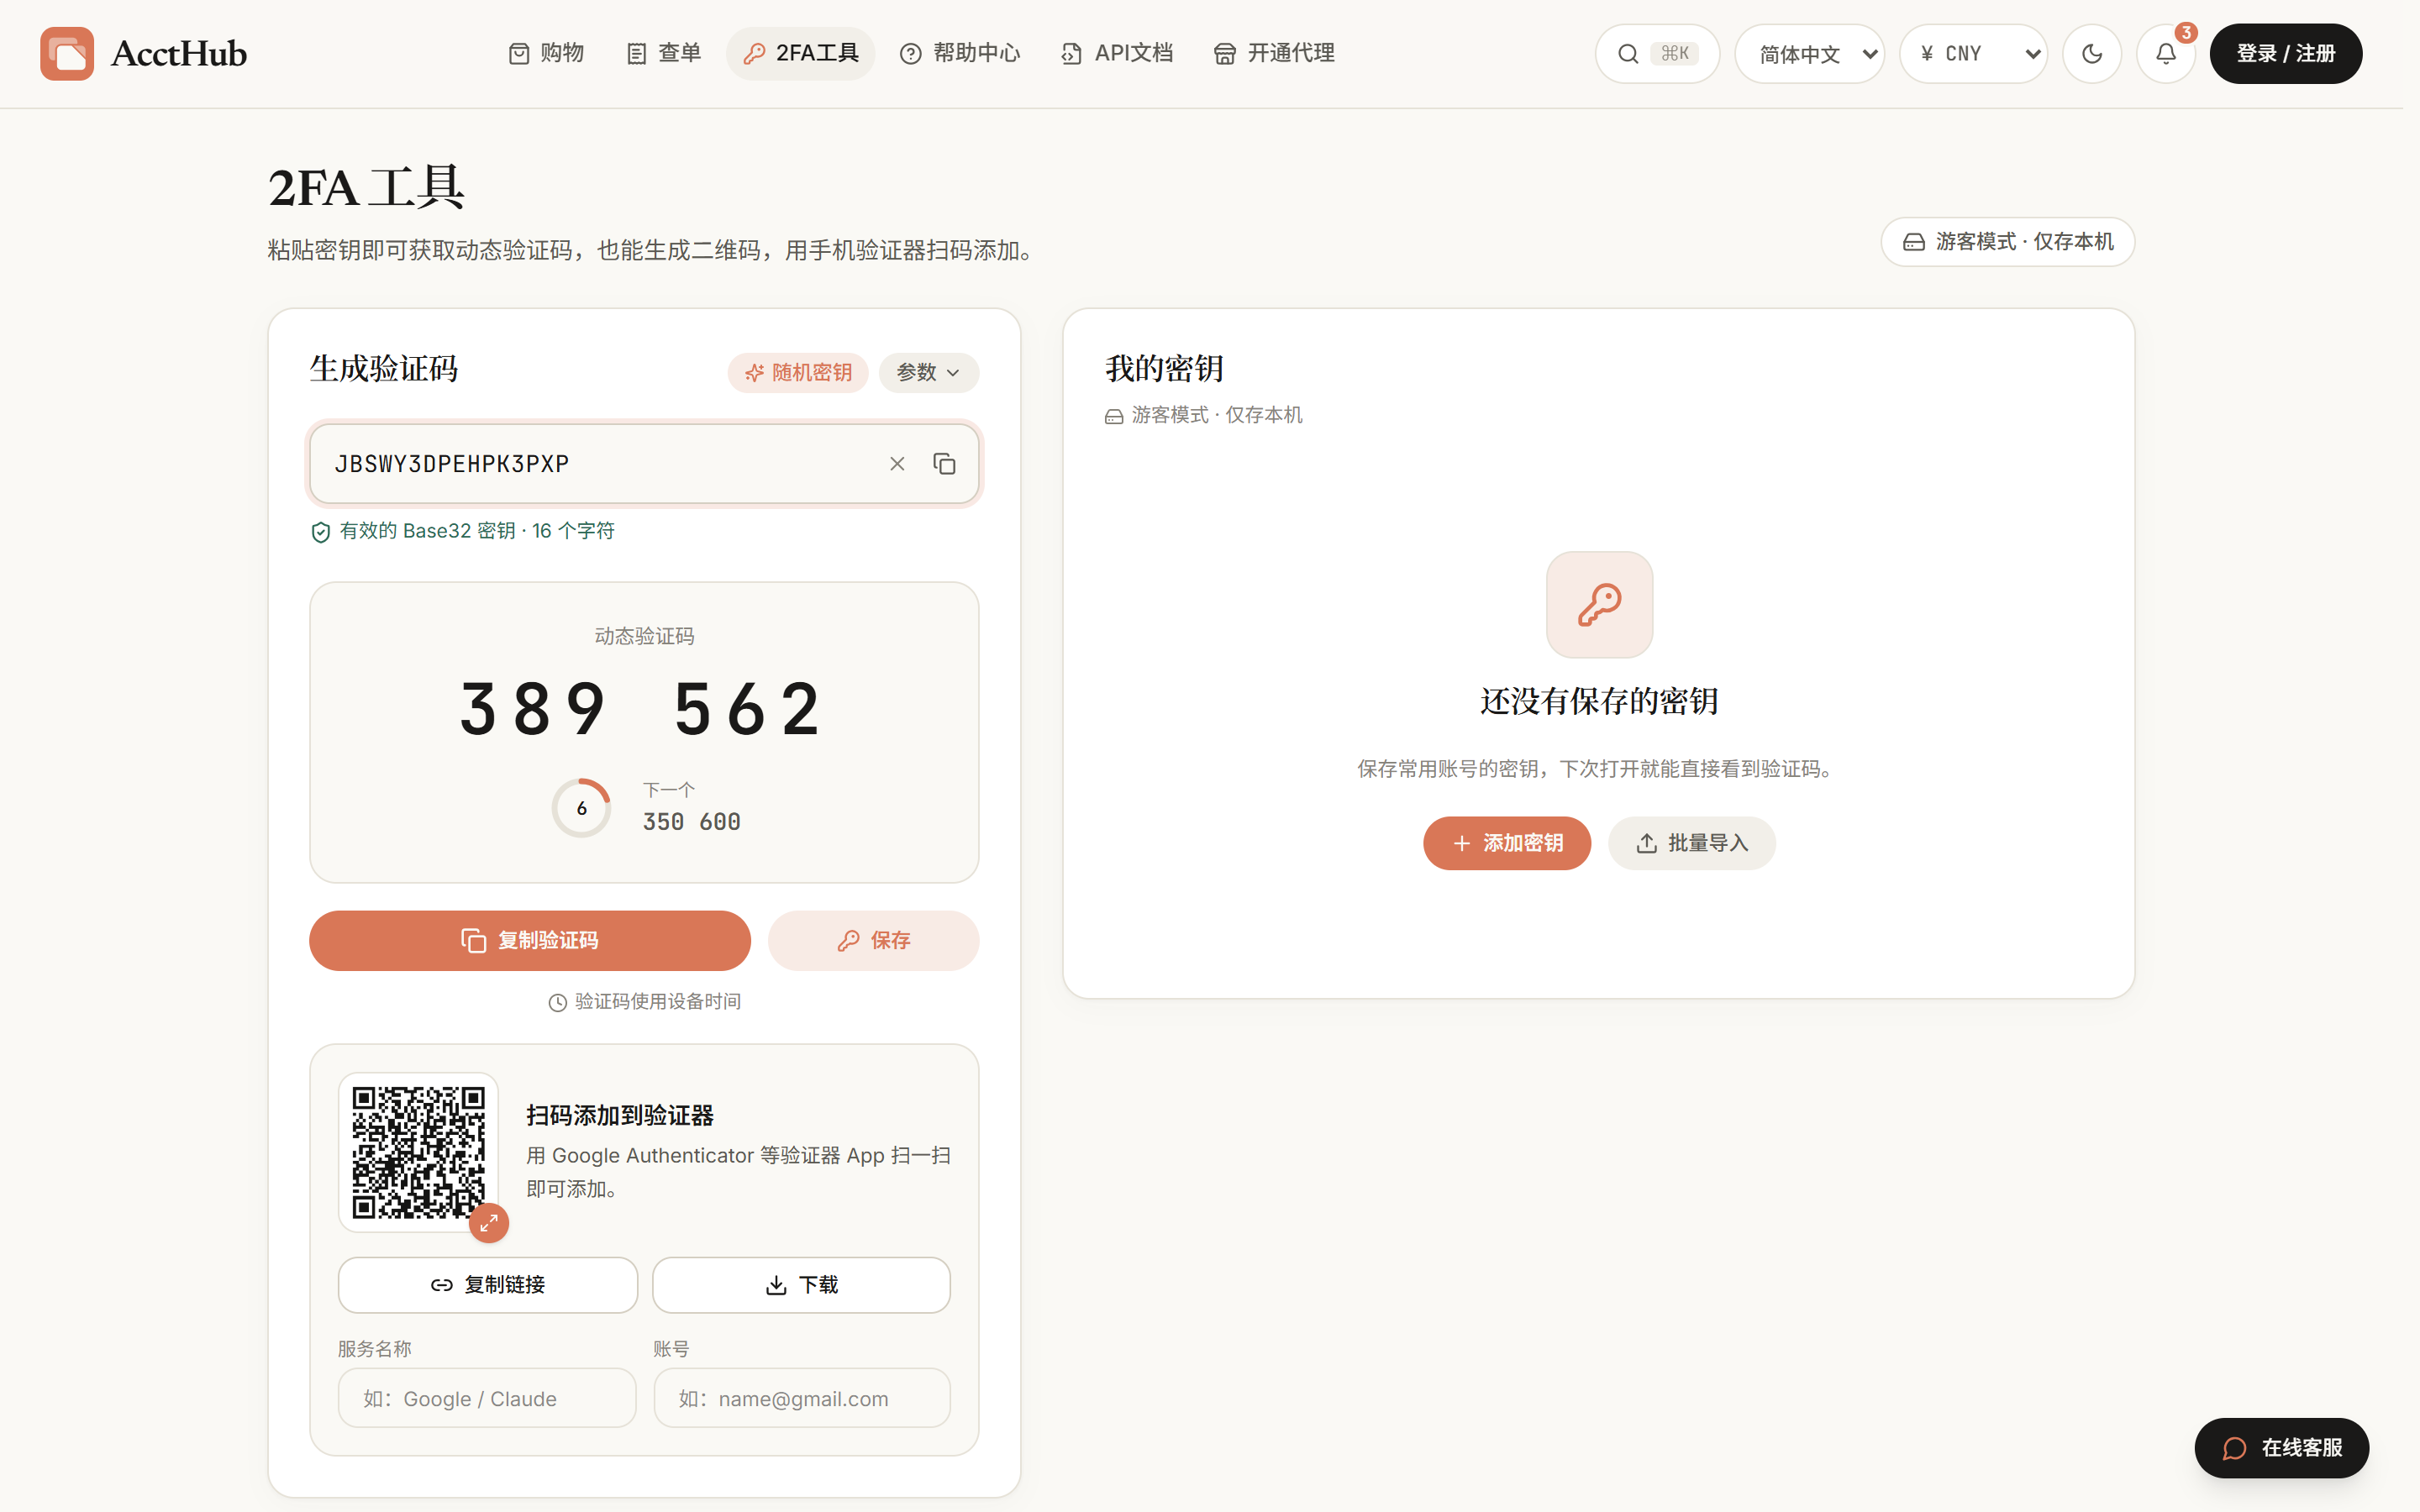 AcctHub
购物
查单
2FA工具
帮助中心
API文档
开通代理
⌘K
简体中文
¥ CNY
3
登录 / 注册
2FA 工具
粘贴密钥即可获取动态验证码，也能生成二维码，用手机验证器扫码添加。
游客模式 · 仅存本机
生成验证码
随机密钥
参数
JBSWY3DPEHPK3PXP
有效的 Base32 密钥 · 16 个字符
动态验证码
389 562
6
下一个
350 600
复制验证码
保存
验证码使用设备时间
扫码添加到验证器
用 Google Authenticator 等验证器 App 扫一扫
即可添加。
复制链接
下载
服务名称
账号
如：Google / Claude
如：name@gmail.com
我的密钥
游客模式 · 仅存本机
还没有保存的密钥
保存常用账号的密钥，下次打开就能直接看到验证码。
添加密钥
批量导入
在线客服